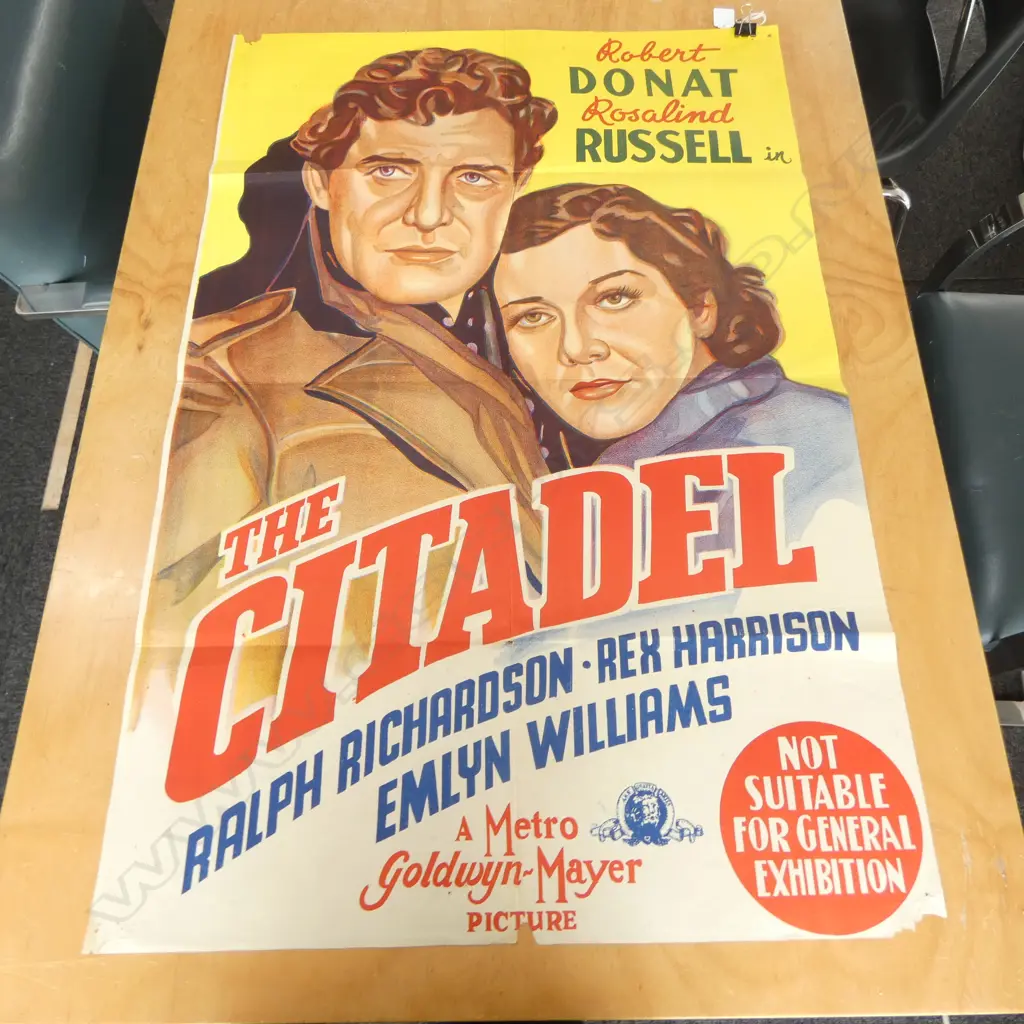 Robert
DONAT
Rosalind
RUSSELL in
THE
CITADEL
RALPH RICHARDSON · REX HARRISON
EMLYN WILLIAMS
A Metro
Goldwyn-Mayer
PICTURE
NOT
SUITABLE
FOR GENERAL
EXHIBITION